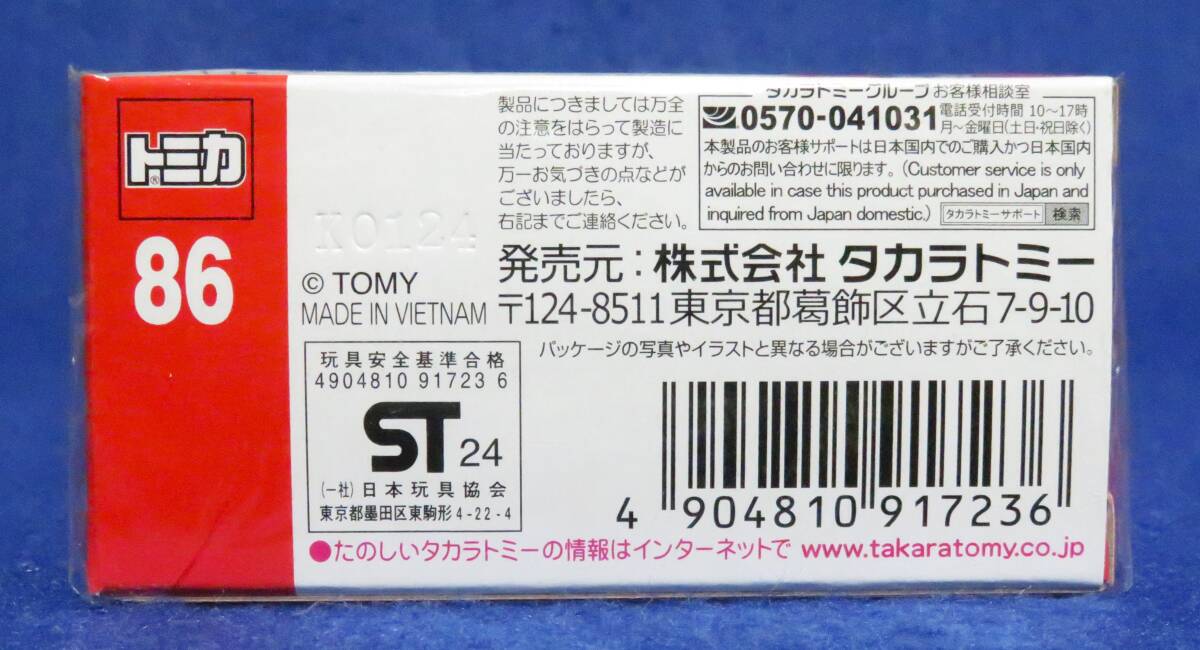 トミカ
®
86
K0124
© TOMY
MADE IN VIETNAM
製品につきましては万全
の注意をはらって製造に
当たっておりますが、
万一お気づきの点などが
ございましたら、
右記までご連絡ください。
タカラトミーグループ お客様相談室
0570-041031 電話受付時間 10～17時
月～金曜日(土日・祝日除く)
本製品のお客様サポートは日本国内でのご購入かつ日本国内
からのお問い合わせに限ります。(Customer service is only
available in case this product purchased in Japan and
inquired from Japan domestic.) タカラトミーサポート 検索
発売元:株式会社 タカラトミー
〒124-8511東京都葛飾区立石7-9-10
パッケージの写真やイラストと異なる場合がございますがご了承ください。
玩具安全基準合格
4904810 91723 6
ST 24
(一社)日本玩具協会
東京都墨田区東駒形4-22-4
4 904810 917236
●たのしいタカラトミーの情報はインターネットで www.takaratomy.co.jp